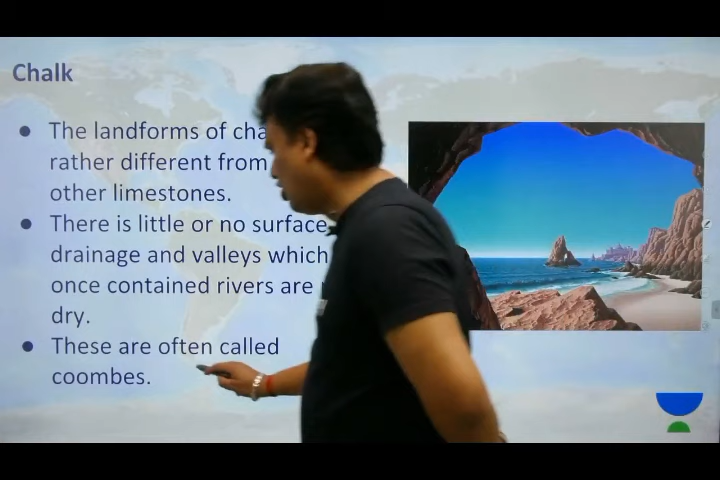 Chalk
● The landforms of
rather different from
other limestones.
● There is little or no surface
drainage and valleys which
once contained rivers are
dry.
● These are often called
coombes.